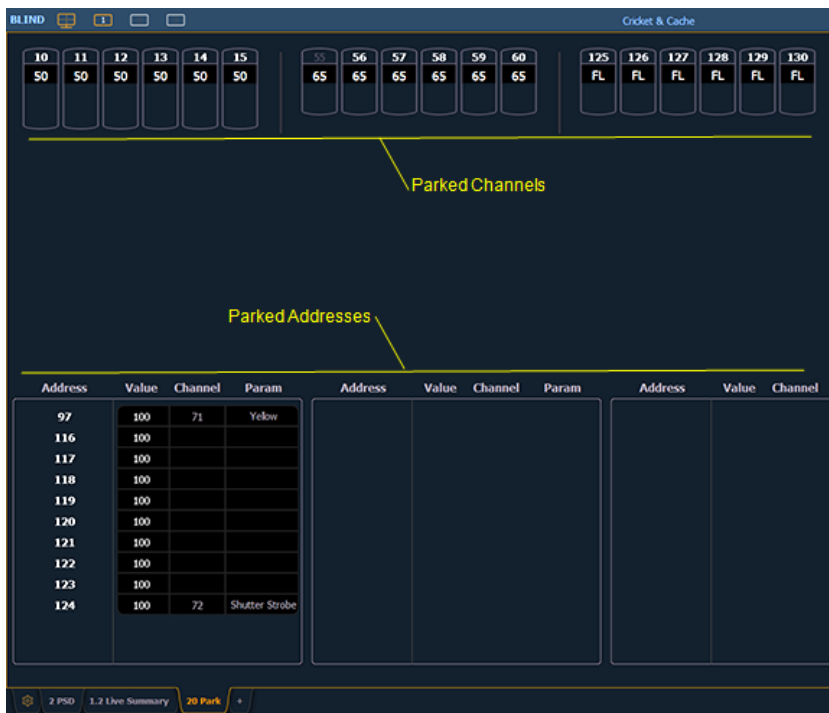 BLIND 1 Cricket & Cache
10 11 12 13 14 15 55 56 57 58 59 60 125 126 127 128 129 130
50 50 50 50 50 50 65 65 65 65 65 65 FL FL FL FL FL FL
Parked Channels
Parked Addresses
Address Value Channel Param Address Value Channel Param Address Value Channel
97 100 71 Yelow
116 100
117 100
118 100
119 100
120 100
121 100
122 100
123 100
124 100 72 Shutter Strobe
2 PSD 1.2 Live Summary 20 Park +